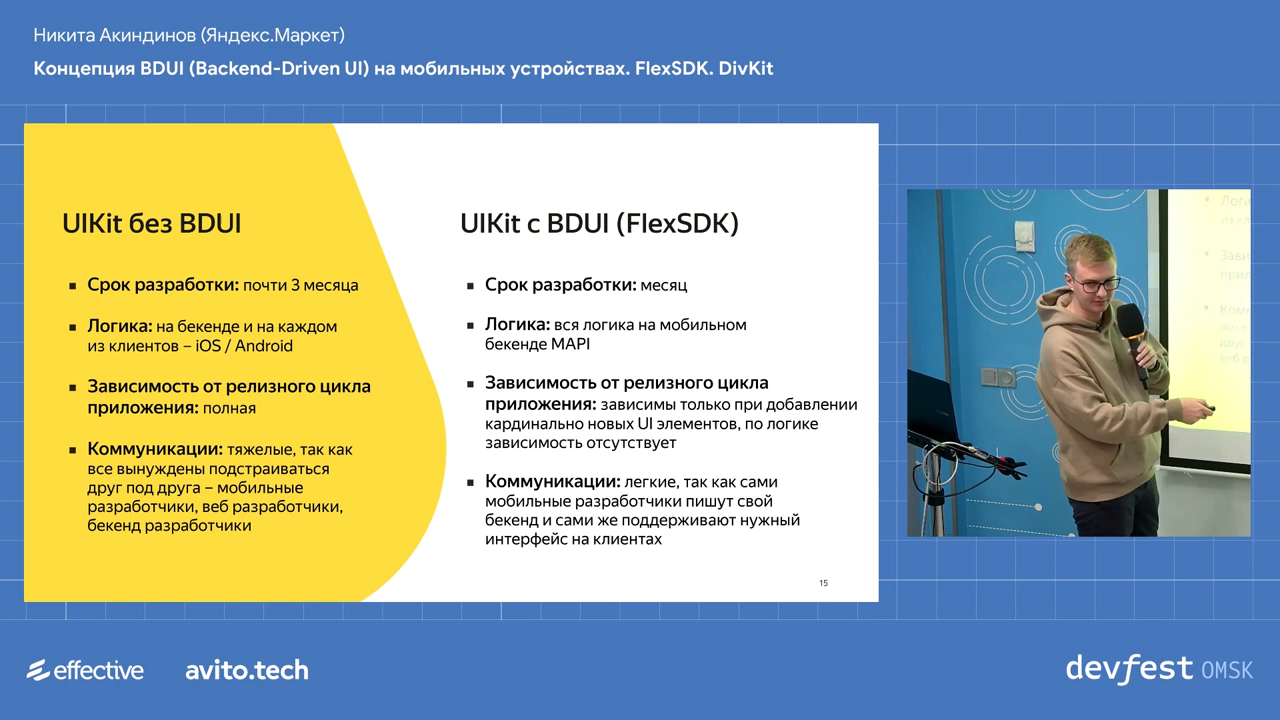 Никита Акиндинов (Яндекс.Маркет)
Концепция BDUI (Backend-Driven UI) на мобильных устройствах. FlexSDK. DivKit
UIKit без BDUI
▪ Срок разработки: почти 3 месяца
▪ Логика: на бекенде и на каждом
из клиентов – iOS / Android
▪ Зависимость от релизного цикла
приложения: полная
▪ Коммуникации: тяжелые, так как
все вынуждены подстраиваться
друг под друга – мобильные
разработчики, веб разработчики,
бекенд разработчики
UIKit с BDUI (FlexSDK)
▪ Срок разработки: месяц
▪ Логика: вся логика на мобильном
бекенде MAPI
▪ Зависимость от релизного цикла
приложения: зависимы только при добавлении
кардинально новых UI элементов, по логике
зависимость отсутствует
▪ Коммуникации: легкие, так как сами
мобильные разработчики пишут свой
бекенд и сами же поддерживают нужный
интерфейс на клиентах
15
effective
avito.tech
devfest OMSK